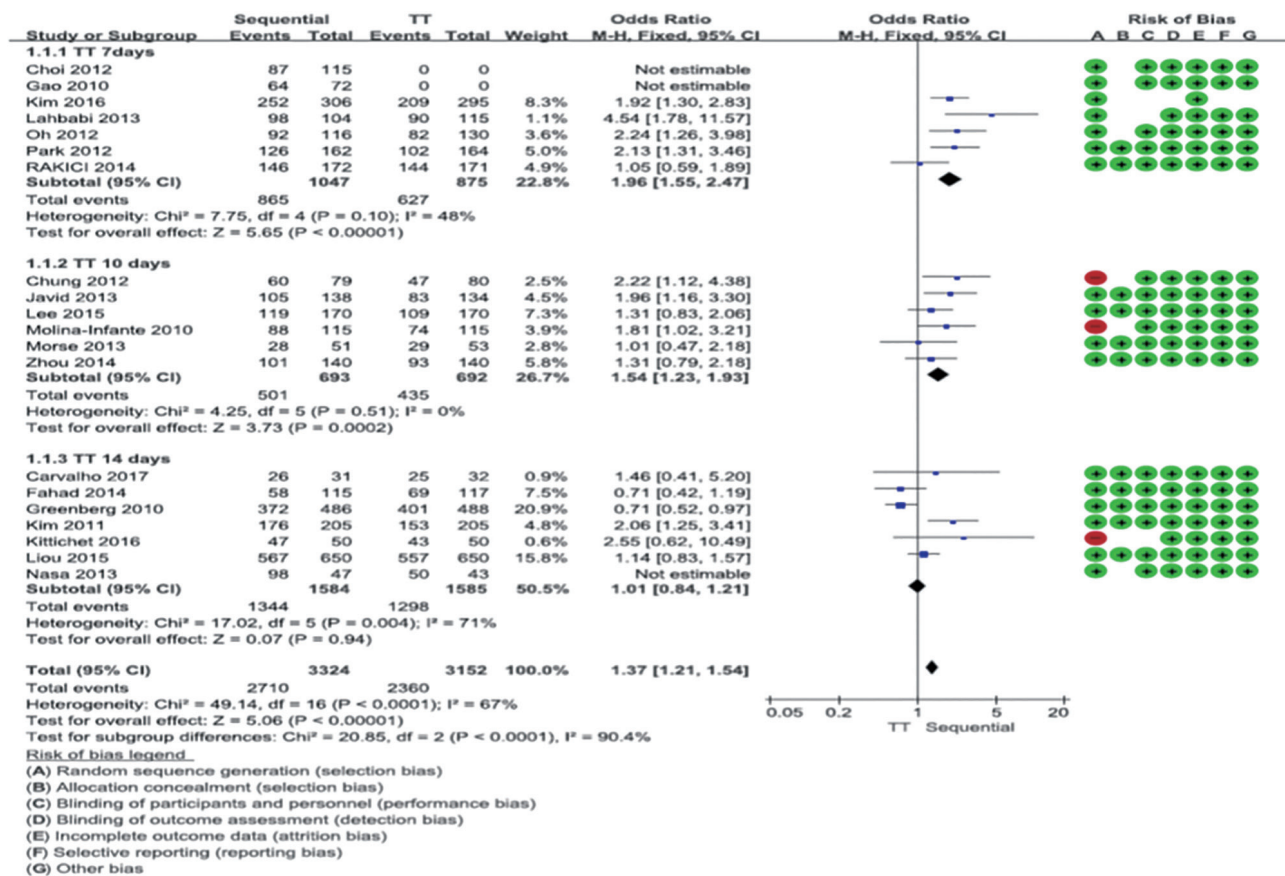 Sequential TT Odds Ratio Odds Ratio Risk of Bias
Study or Subgroup Events Total Events Total Weight M-H, Fixed, 95% CI M-H, Fixed, 95% CI A B C D E F G
1.1.1 TT 7days
Choi 2012 87 115 0 0 Not estimable
Gao 2010 64 72 0 0 Not estimable
Kim 2016 252 306 209 295 8.3% 1.92 [1.30, 2.83]
Lahbabi 2013 98 104 90 115 1.1% 4.54 [1.78, 11.57]
Oh 2012 92 116 82 130 3.6% 2.24 [1.26, 3.98]
Park 2012 126 162 102 164 5.0% 2.13 [1.31, 3.46]
RAKICI 2014 146 172 144 171 4.9% 1.05 [0.59, 1.89]
Subtotal (95% CI) 1047 875 22.8% 1.96 [1.55, 2.47]
Total events 865 627
Heterogeneity: Chi² = 7.75, df = 4 (P = 0.10); I² = 48%
Test for overall effect: Z = 5.65 (P < 0.00001)
1.1.2 TT 10 days
Chung 2012 60 79 47 80 2.5% 2.22 [1.12, 4.38]
Javid 2013 105 138 83 134 4.5% 1.96 [1.16, 3.30]
Lee 2015 119 170 109 170 7.3% 1.31 [0.83, 2.06]
Molina-Infante 2010 88 115 74 115 3.9% 1.81 [1.02, 3.21]
Morse 2013 28 51 29 53 2.8% 1.01 [0.47, 2.18]
Zhou 2014 101 140 93 140 5.8% 1.31 [0.79, 2.18]
Subtotal (95% CI) 693 692 26.7% 1.54 [1.23, 1.93]
Total events 501 435
Heterogeneity: Chi² = 4.25, df = 5 (P = 0.51); I² = 0%
Test for overall effect: Z = 3.73 (P = 0.0002)
1.1.3 TT 14 days
Carvalho 2017 26 31 25 32 0.9% 1.46 [0.41, 5.20]
Fahad 2014 58 115 69 117 7.5% 0.71 [0.42, 1.19]
Greenberg 2010 372 486 401 488 20.9% 0.71 [0.52, 0.97]
Kim 2011 176 205 153 205 4.8% 2.06 [1.25, 3.41]
Kittichet 2016 47 50 43 50 0.6% 2.55 [0.62, 10.49]
Liou 2015 567 650 557 650 15.8% 1.14 [0.83, 1.57]
Nasa 2013 98 47 50 43 Not estimable
Subtotal (95% CI) 1584 1585 50.5% 1.01 [0.84, 1.21]
Total events 1344 1298
Heterogeneity: Chi² = 17.02, df = 5 (P = 0.004); I² = 71%
Test for overall effect: Z = 0.07 (P = 0.94)
Total (95% CI) 3324 3152 100.0% 1.37 [1.21, 1.54]
Total events 2710 2360
Heterogeneity: Chi² = 49.14, df = 16 (P < 0.0001); I² = 67%
Test for overall effect: Z = 5.06 (P < 0.00001)
Test for subgroup differences: Chi² = 20.85, df = 2 (P < 0.0001), I² = 90.4%
0.05 0.2 1 5 20
TT Sequential
Risk of bias legend
(A) Random sequence generation (selection bias)
(B) Allocation concealment (selection bias)
(C) Blinding of participants and personnel (performance bias)
(D) Blinding of outcome assessment (detection bias)
(E) Incomplete outcome data (attrition bias)
(F) Selective reporting (reporting bias)
(G) Other bias